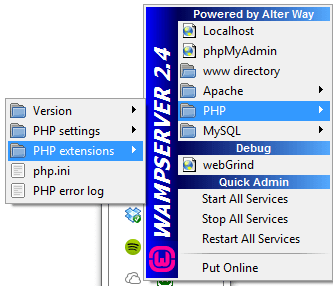 Powered by Alter Way
Localhost
phpMyAdmin
www directory
Apache
PHP
MySQL
Debug
webGrind
Quick Admin
Start All Services
Stop All Services
Restart All Services
Put Online
WAMPSERVER 2.4
Version
PHP settings
PHP extensions
php.ini
PHP error log